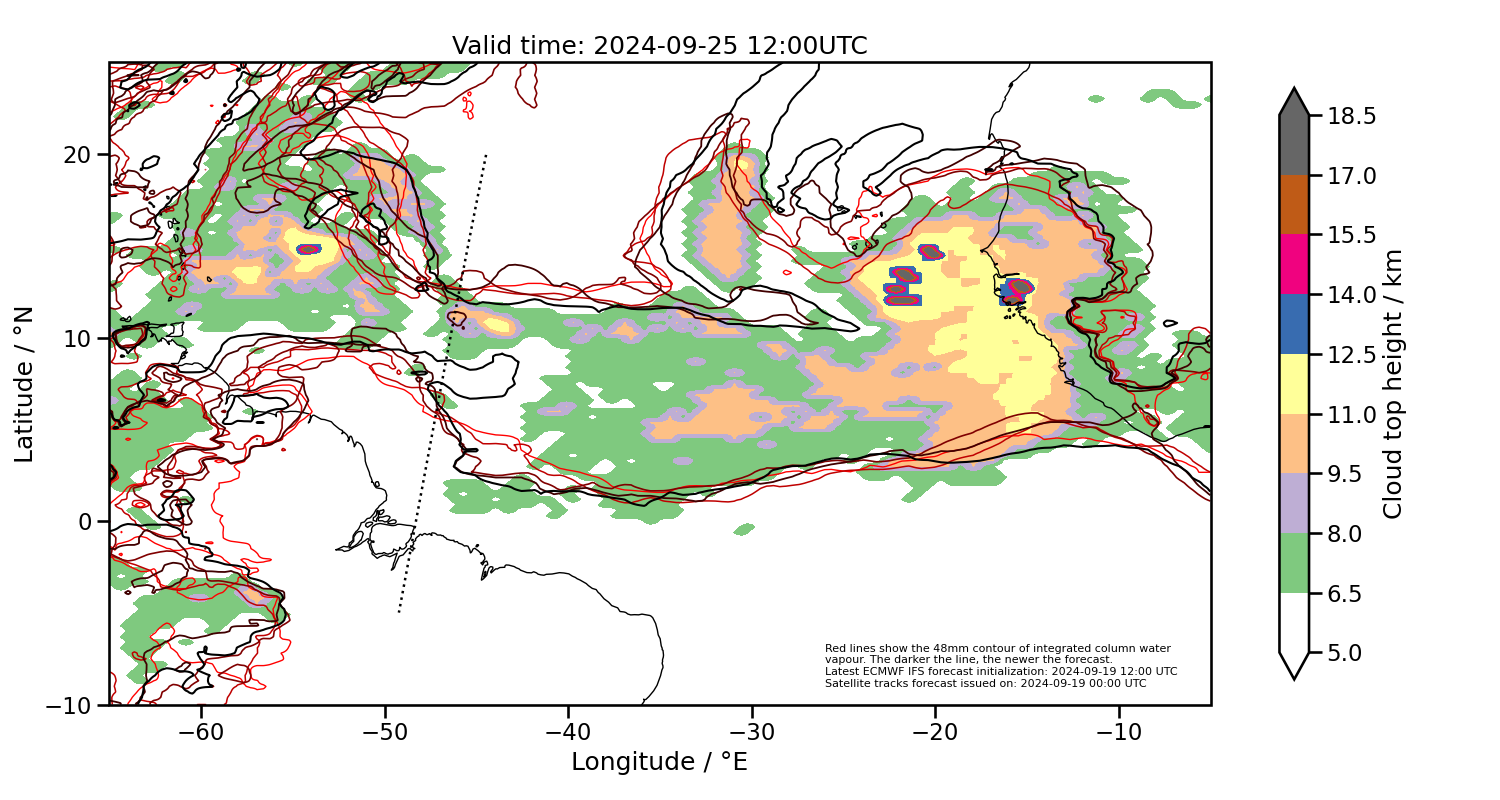 Valid time: 2024-09-25 12:00UTC
20
10
0
−10
Latitude / °N
−60
−50
−40
−30
−20
−10
Longitude / °E
Red lines show the 48mm contour of integrated column water
vapour. The darker the line, the newer the forecast.
Latest ECMWF IFS forecast initialization: 2024-09-19 12:00 UTC
Satellite tracks forecast issued on: 2024-09-19 00:00 UTC
18.5
17.0
15.5
14.0
12.5
11.0
9.5
8.0
6.5
5.0
Cloud top height / km